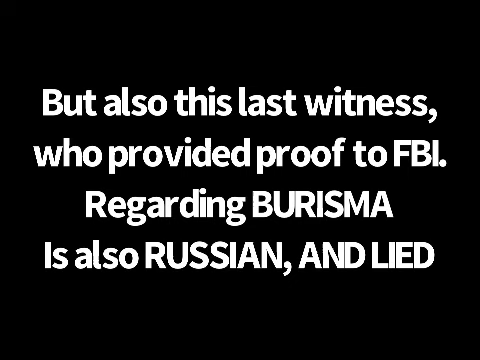 But also this last witness,
who provided proof to FBI.
Regarding BURISMA
Is also RUSSIAN, AND LIED